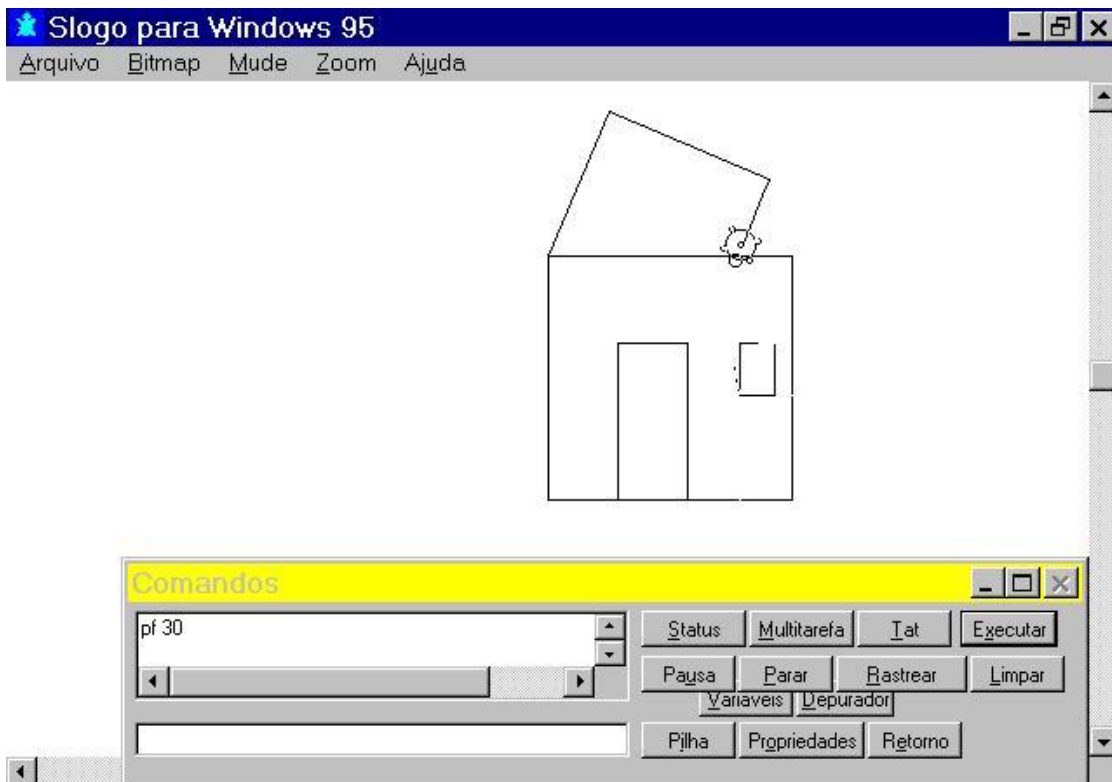 Slogo para Windows 95
Arquivo Bitmap Mude Zoom Ajuda
Comandos
pf 30
Status Multitarefa Tat Executar
Pausa Parar Rastrear Limpar
Variaveis Depurador
Pilha Propriedades Retorno